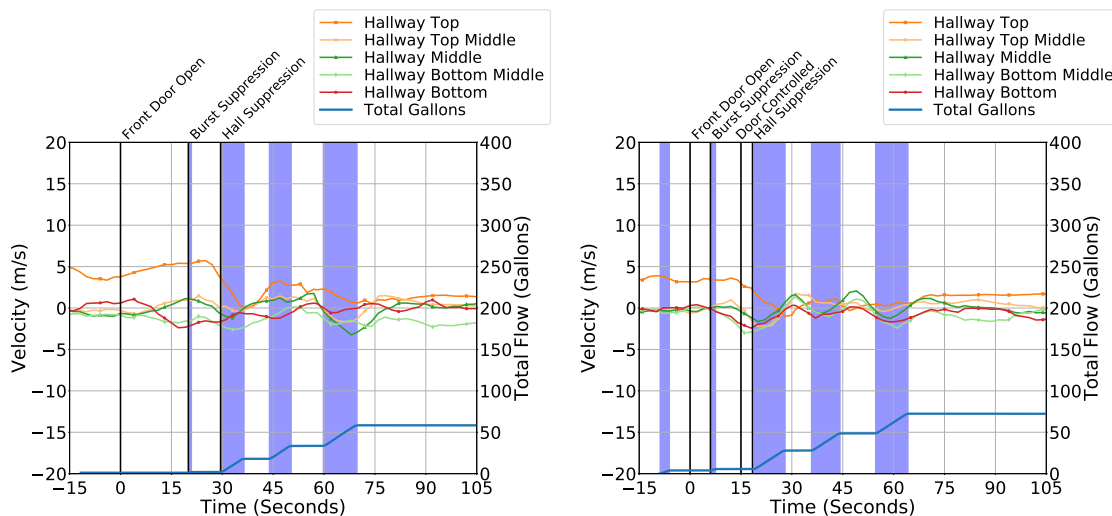 Hallway Top
Hallway Top Middle
Hallway Middle
Hallway Bottom Middle
Hallway Bottom
Total Gallons
Front Door Open
Burst Suppression
Hall Suppression
20
15
10
5
0
−5
−10
−15
−20
Velocity (m/s)
400
350
300
250
200
150
100
50
0
Total Flow (Gallons)
−15 0 15 30 45 60 75 90 105
Time (Seconds)
Hallway Top
Hallway Top Middle
Hallway Middle
Hallway Bottom Middle
Hallway Bottom
Total Gallons
Front Door Open
Burst Suppression
Door Controlled
Hall Suppression
20
15
10
5
0
−5
−10
−15
−20
Velocity (m/s)
400
350
300
250
200
150
100
50
0
Total Flow (Gallons)
−15 0 15 30 45 60 75 90 105
Time (Seconds)